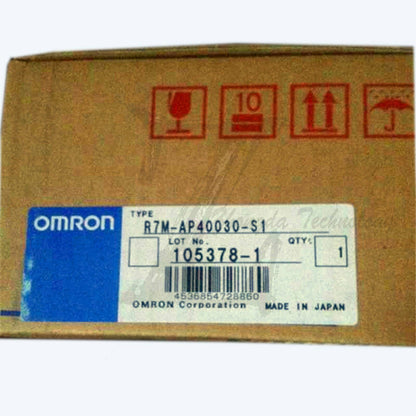 10
TYPE
R7M-AP40030-S1
OMRON
LOT No.
QTY.
105378-1
1
4536854728860
OMRON Corporation
MADE IN JAPAN